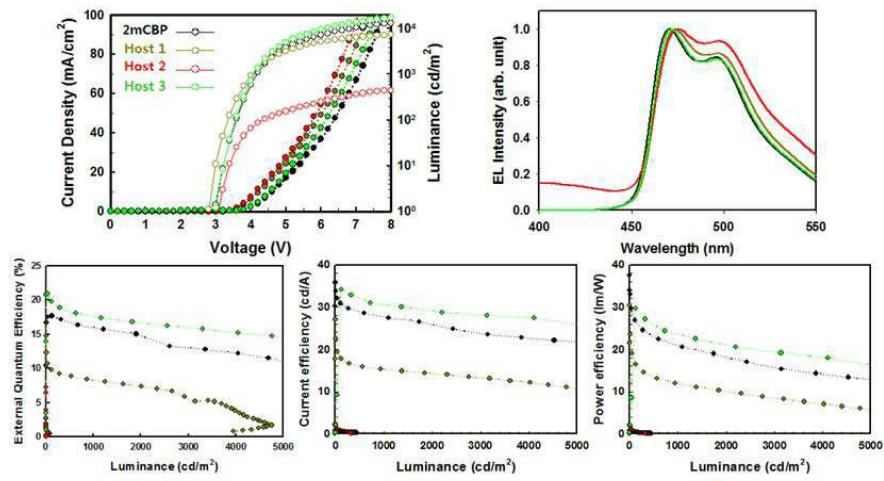 Current Density (mA/cm²)
100
80
60
40
20
0
2mCBP
Host 1
Host 2
Host 3
0 1 2 3 4 5 6 7 8
Voltage (V)
10⁴
10³
10²
10¹
10⁰
Luminance (cd/m²)
EL Intensity (arb. unit)
1.0
0.8
0.6
0.4
0.2
0.0
400 450 500 550
Wavelength (nm)
External Quantum Efficiency (%)
25
20
15
10
5
0
0 1000 2000 3000 4000 5000
Luminance (cd/m²)
Current efficiency (cd/A)
40
30
20
10
0
0 1000 2000 3000 4000 5000
Luminance (cd/m²)
Power efficiency (lm/W)
40
30
20
10
0
0 1000 2000 3000 4000 5000
Luminance (cd/m²)